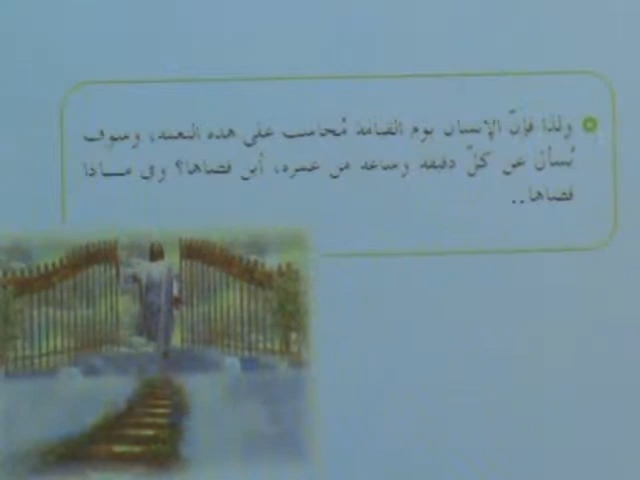 ولذا فإنّ الإنسان يوم القيامة مُحاسب على هذه النعمة، وسوف
يُسأل عن كلّ دقيقة وساعة من عمره، أين قضاها؟ وفي مـــاذا
قضاها..